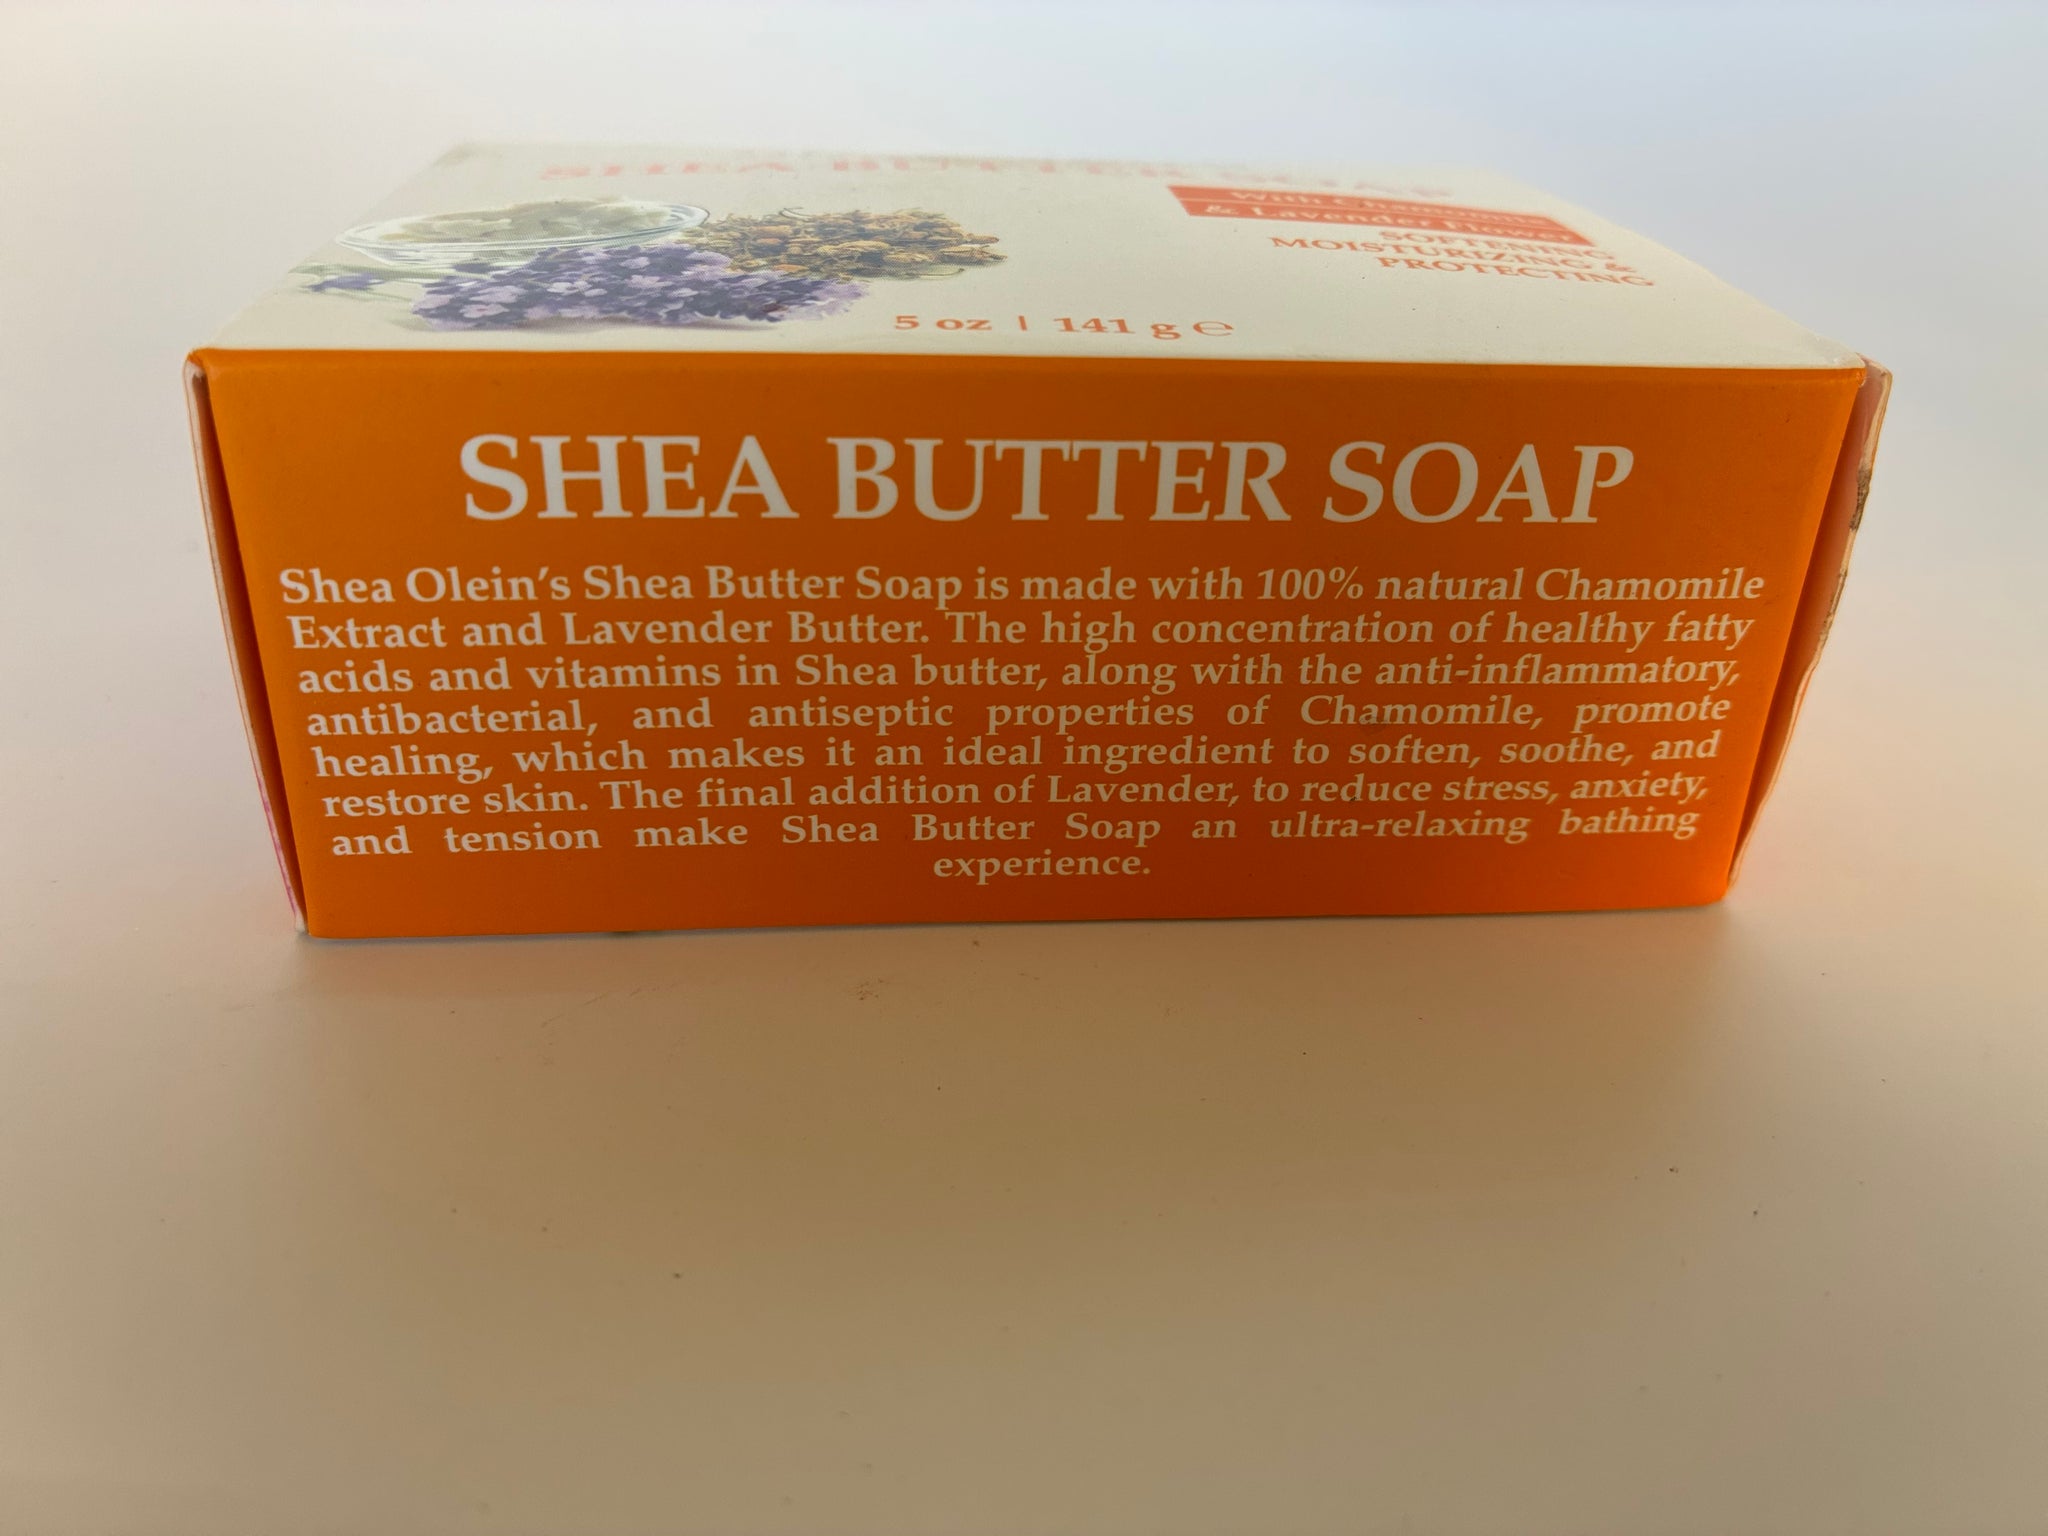 SHEA BUTTER SOAP
With Chamomile
& Lavender Flower
SOFTENING
MOISTURIZING &
PROTECTING
5 oz | 141 g ℮
SHEA BUTTER SOAP
Shea Olein’s Shea Butter Soap is made with 100% natural Chamomile
Extract and Lavender Butter. The high concentration of healthy fatty
acids and vitamins in Shea butter, along with the anti-inflammatory,
antibacterial, and antiseptic properties of Chamomile, promote
healing, which makes it an ideal ingredient to soften, soothe, and
restore skin. The final addition of Lavender, to reduce stress, anxiety,
and tension make Shea Butter Soap an ultra-relaxing bathing
experience.